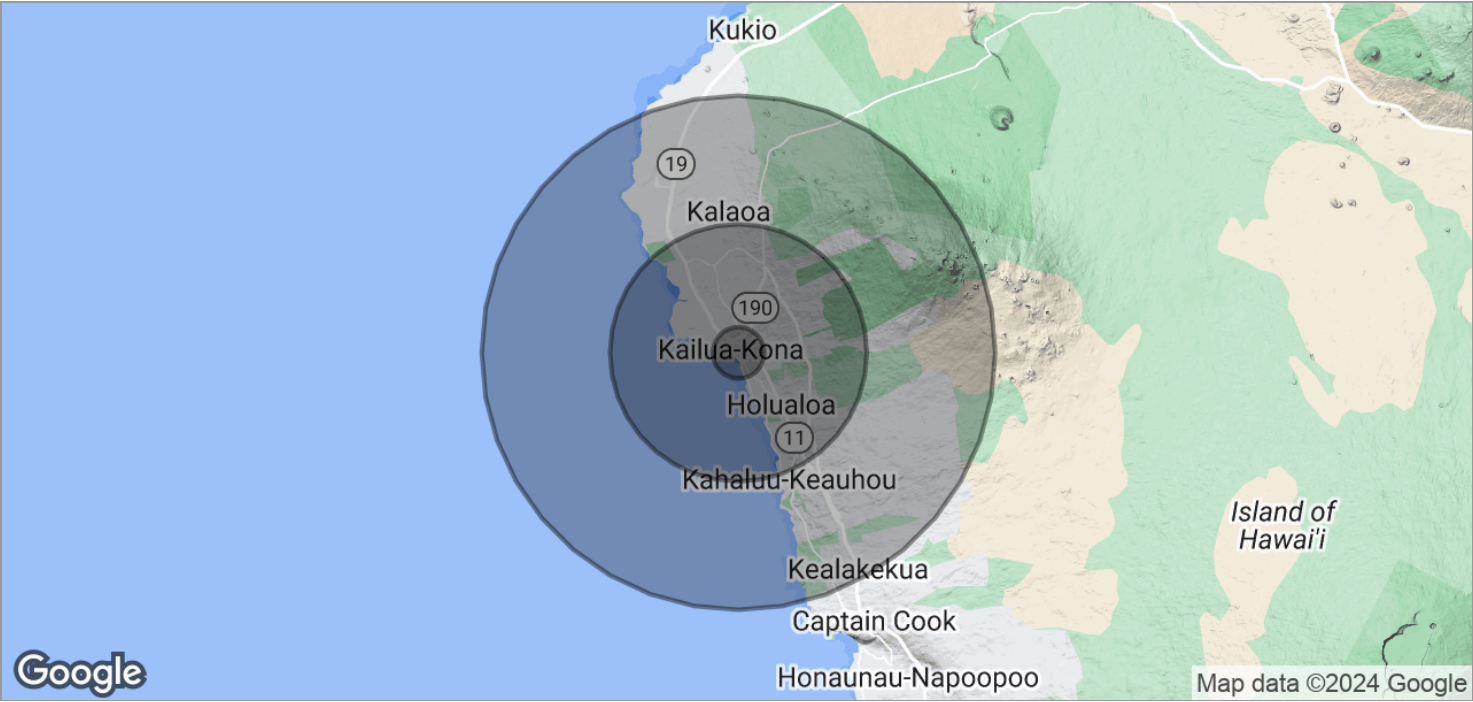 Kukio
19
Kalaoa
190
Kailua-Kona
Holualoa
11
Kahaluu-Keauhou
Island of
Hawai'i
Kealakekua
Captain Cook
Honaunau-Napoopoo
Google
Map data ©2024 Google